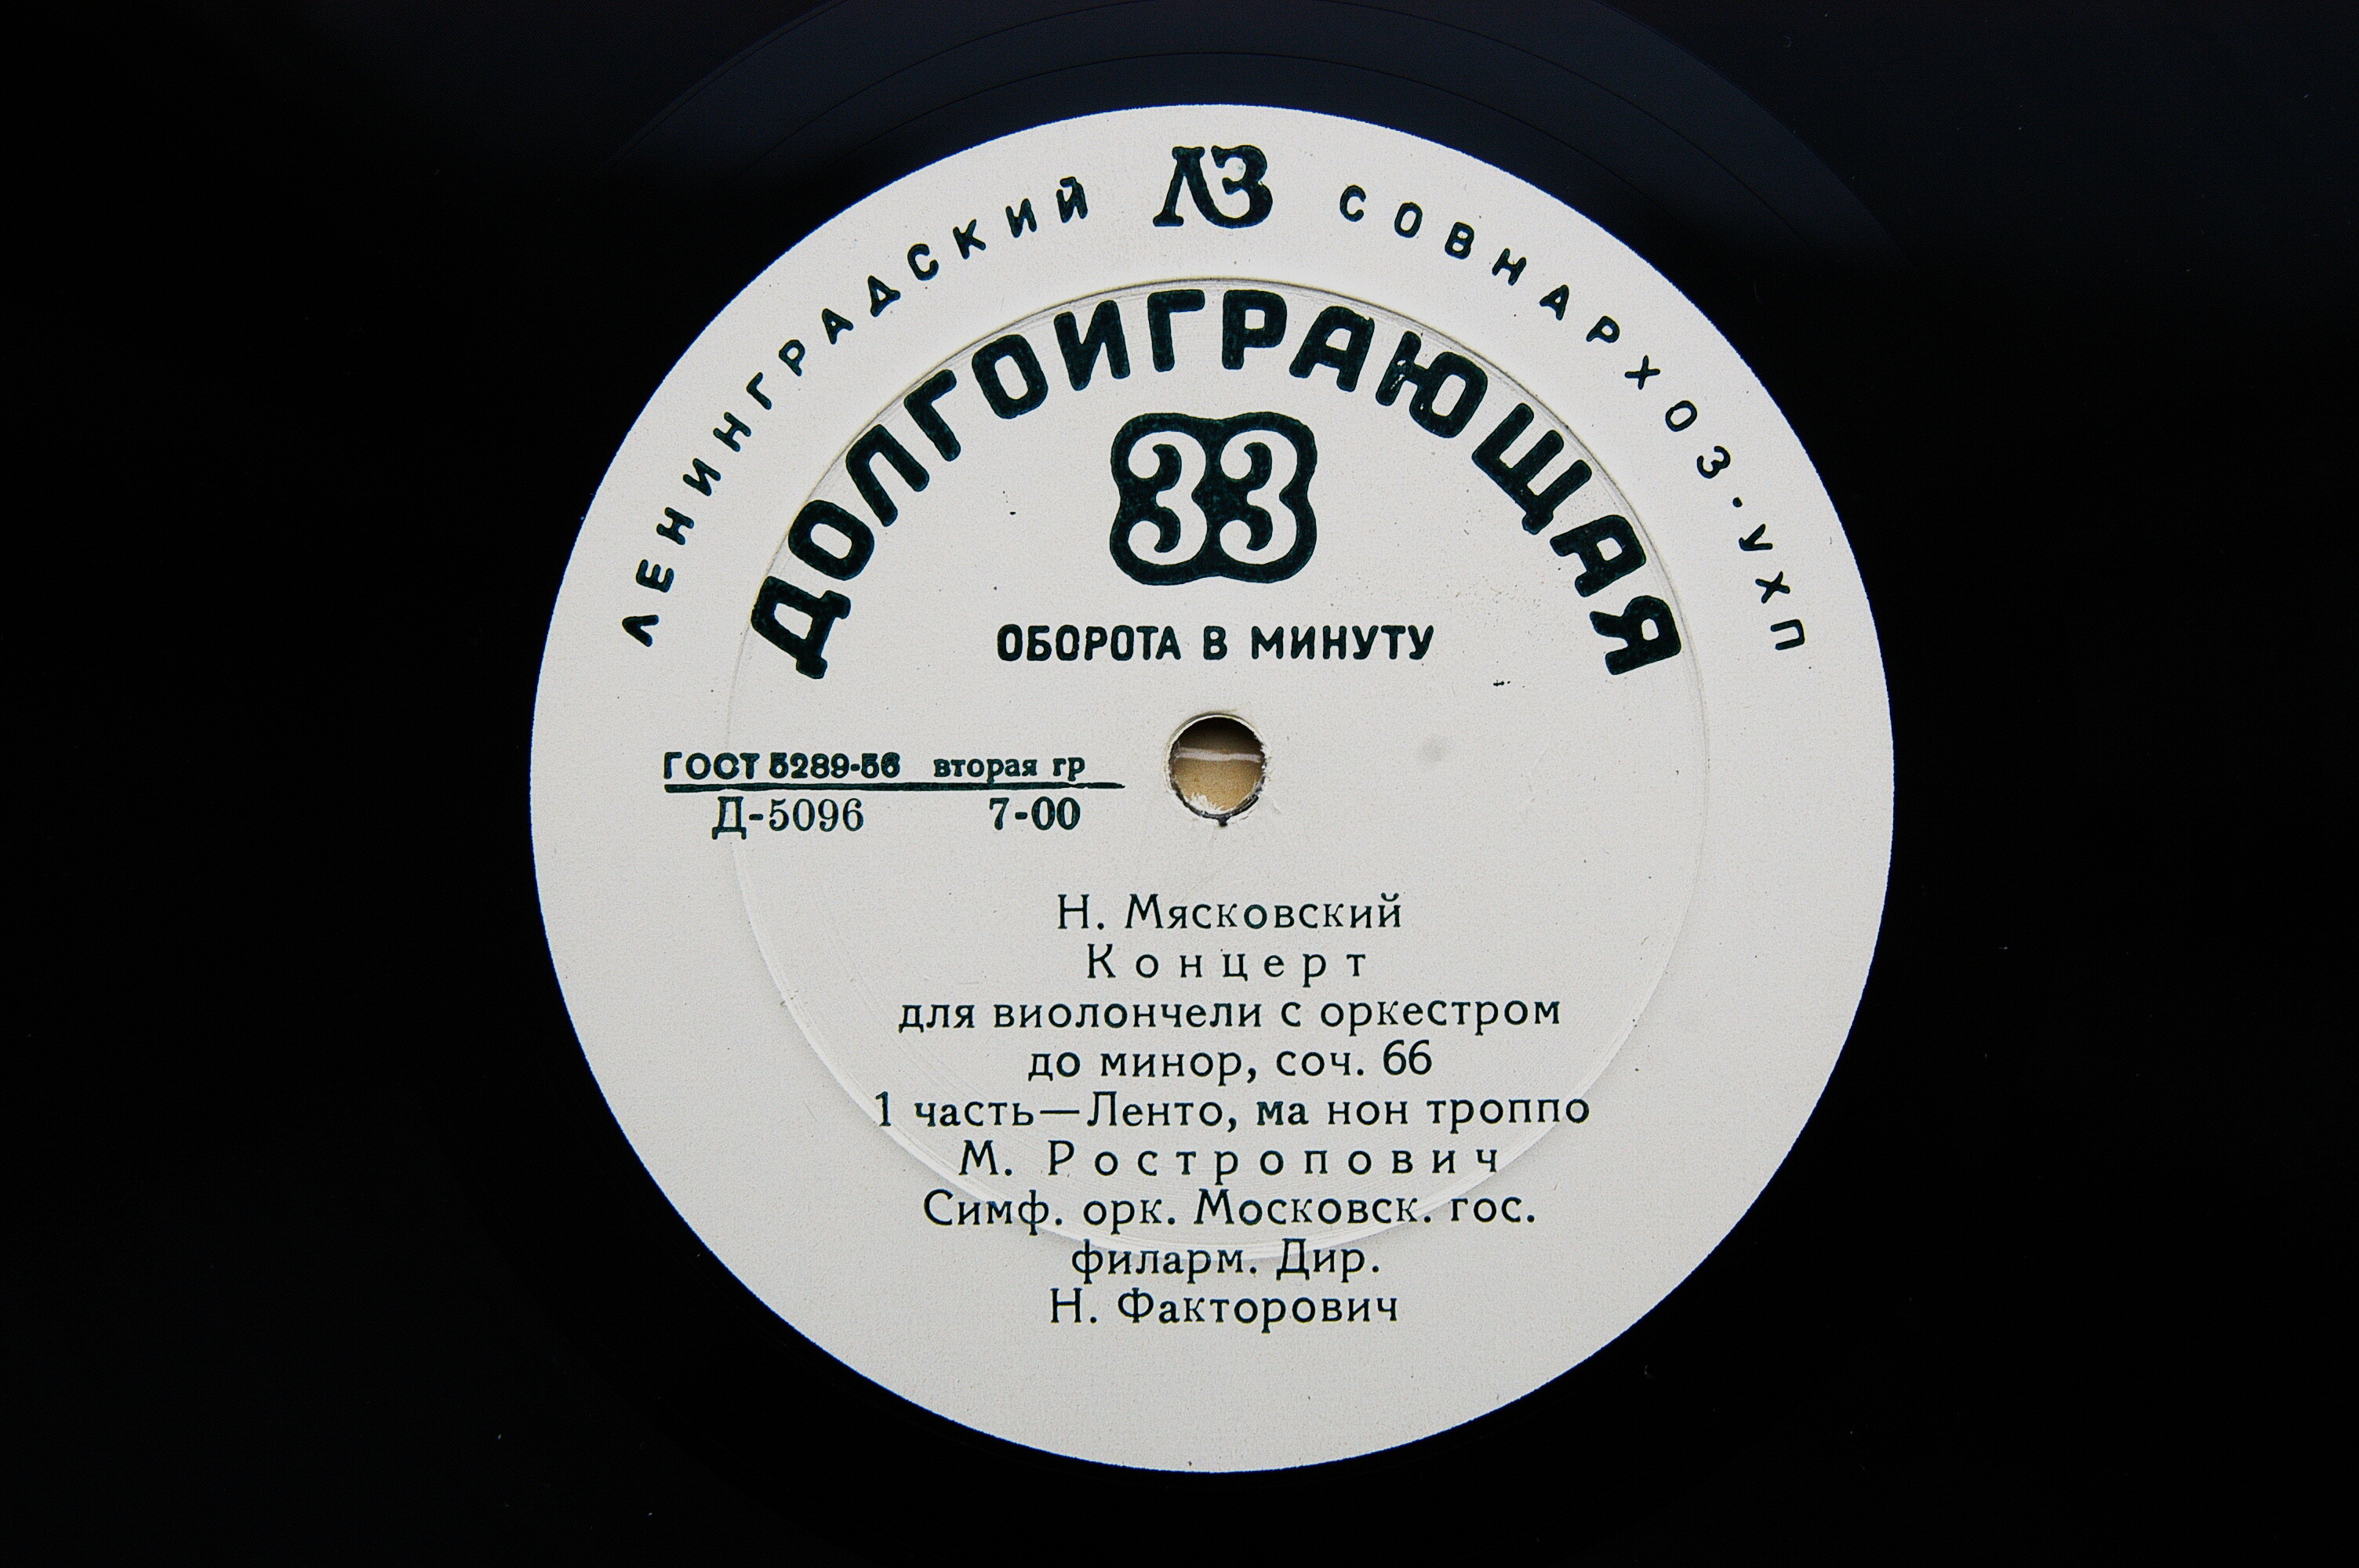 ЛЕНИНГРАДСКИЙ ЛЗ СОВНАРХОЗ·УХП
ДОЛГОИГРАЮЩАЯ
33
ОБОРОТА В МИНУТУ
ГОСТ 5289-56 вторая гр
Д-5096 7-00
Н. Мясковский
Концерт
для виолончели с оркестром
до минор, соч. 66
1 часть—Ленто, ма нон троппо
М. Ростропович
Симф. орк. Московск. гос.
филарм. Дир.
Н. Факторович